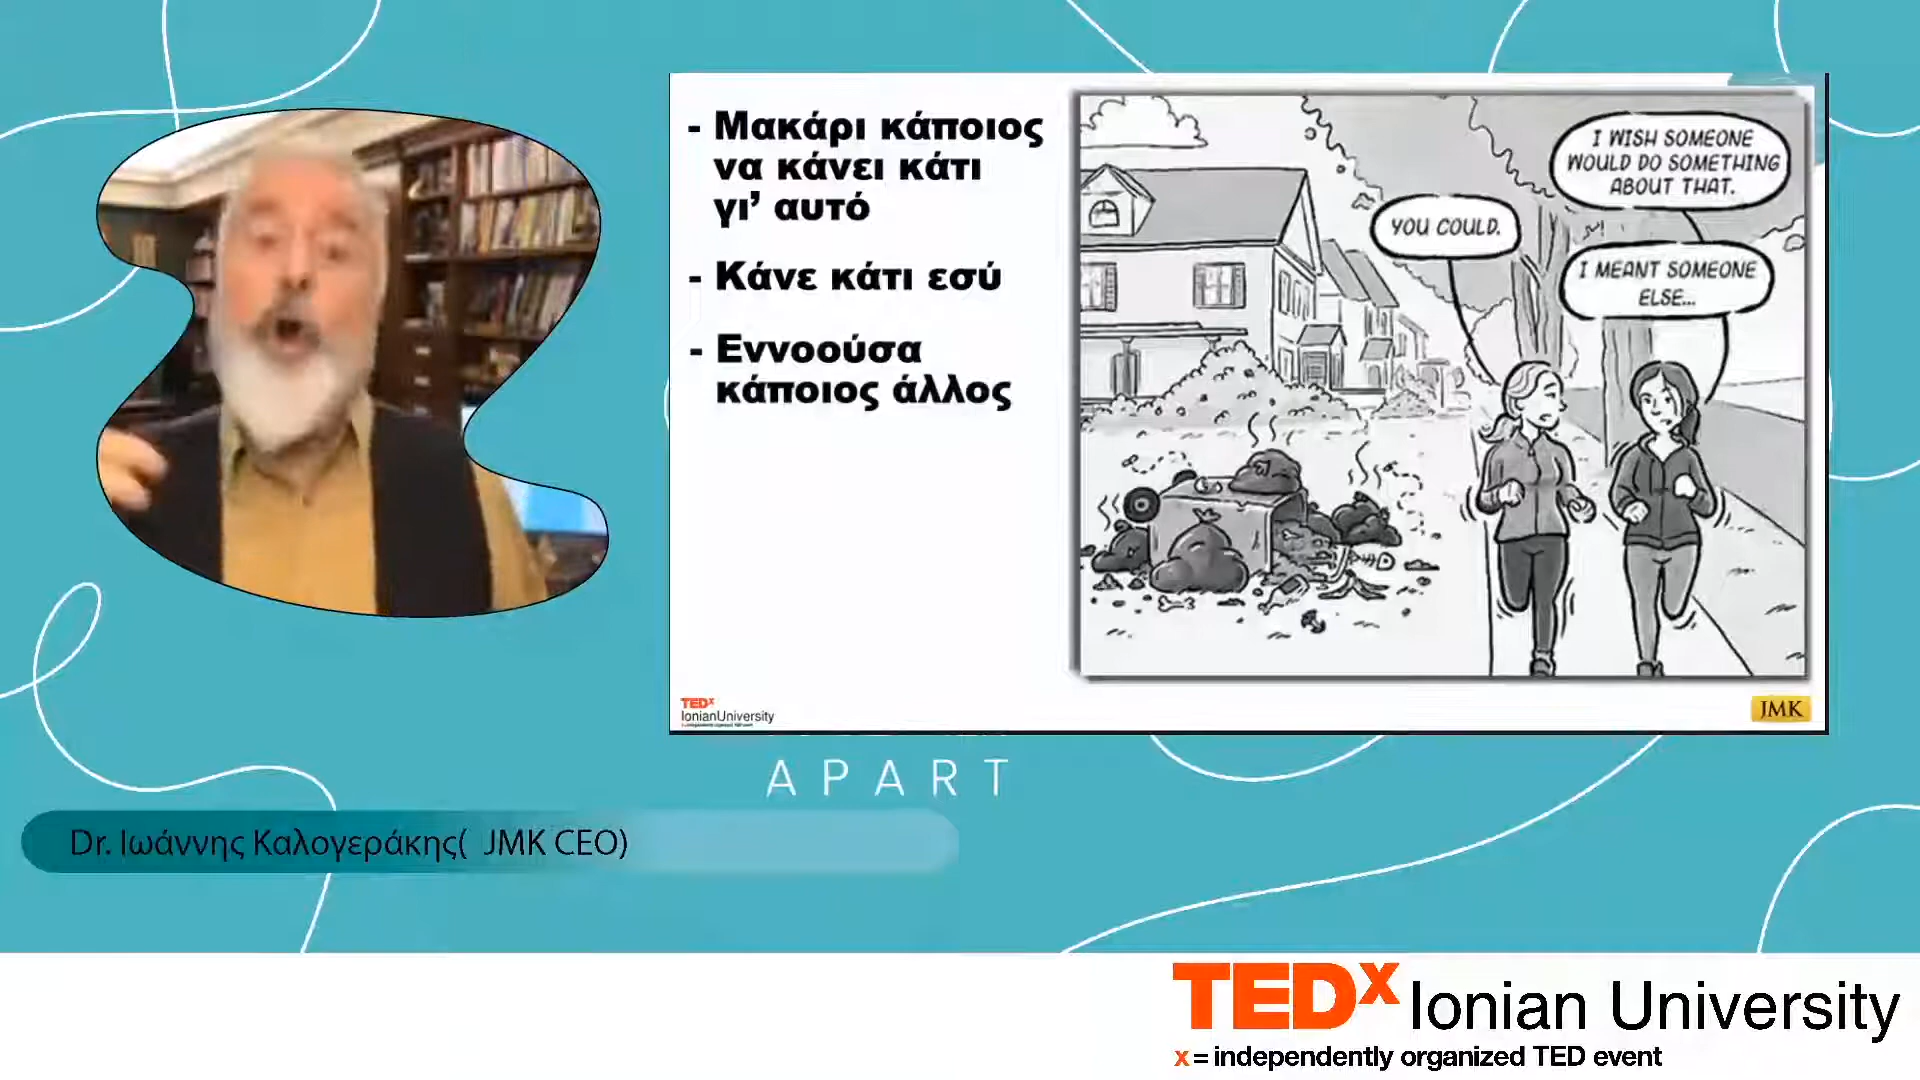 - Μακάρι κάποιος
να κάνει κάτι
γι’ αυτό
- Κάνε κάτι εσύ
- Εννοούσα
κάποιος άλλος
I WISH SOMEONE
WOULD DO SOMETHING
ABOUT THAT.
YOU COULD.
I MEANT SOMEONE
ELSE...
TEDx
IonianUniversity
JMK
APART
Dr. Ιωάννης Καλογεράκης( JMK CEO)
TEDx Ionian University
x = independently organized TED event